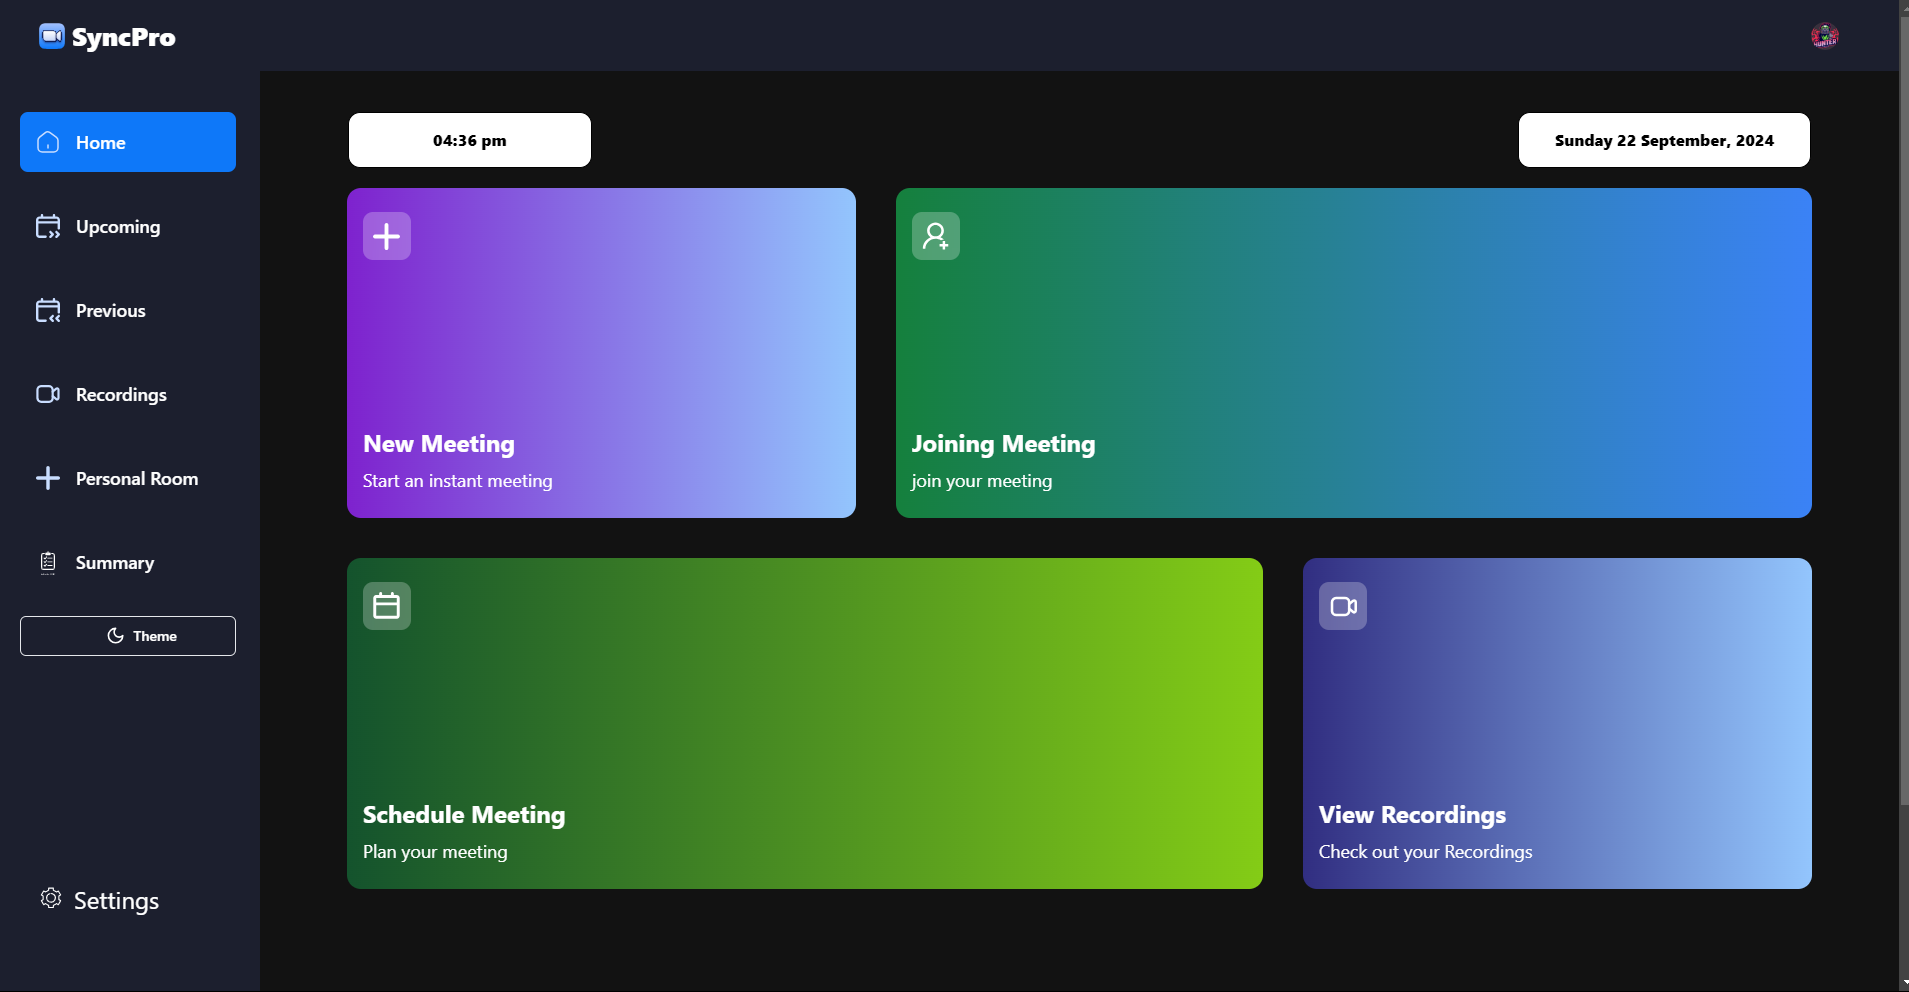 SyncPro
Home
Upcoming
Previous
Recordings
Personal Room
Summary
Theme
Settings
04:36 pm
Sunday 22 September, 2024
New Meeting
Start an instant meeting
Joining Meeting
join your meeting
Schedule Meeting
Plan your meeting
View Recordings
Check out your Recordings